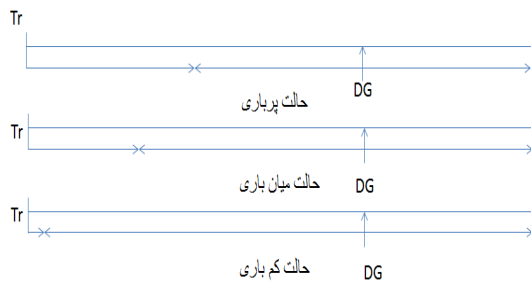 Tr
DG
حالت پرباری
Tr
حالت میان باری DG
Tr
حالت کم باری DG